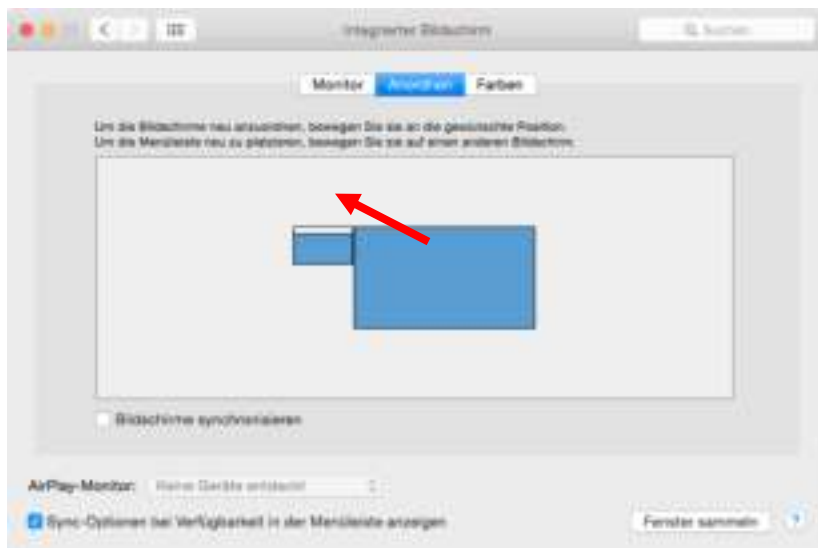 Integrierter Bildschirm
Suchen
Monitor Anordnen Farben
Um die Bildschirme neu anzuordnen, bewegen Sie sie an die gewünschte Position.
Um die Menüleiste neu zu platzieren, bewegen Sie sie auf einen anderen Bildschirm.
Bildschirme synchronisieren
AirPlay-Monitor: Keine Geräte entdeckt
Sync-Optionen bei Verfügbarkeit in der Menüleiste anzeigen
Fenster sammeln ?